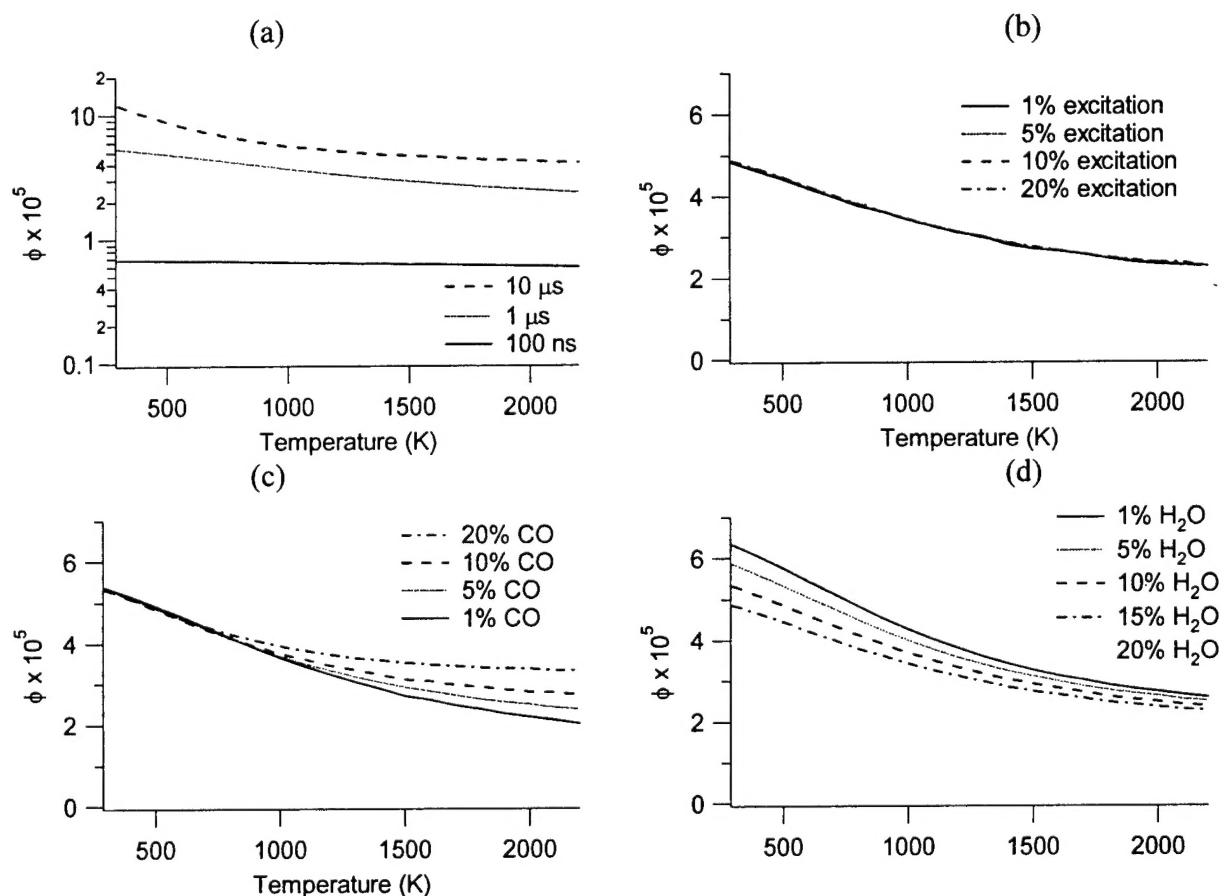 (a)
2
10
4
2
1
4
2
0.1
ϕ x 10⁵
10 μs
1 μs
100 ns
500 1000 1500 2000
Temperature (K)
(b)
6
4
2
0
ϕ x 10⁵
1% excitation
5% excitation
10% excitation
20% excitation
500 1000 1500 2000
Temperature (K)
(c)
6
4
2
0
ϕ x 10⁵
20% CO
10% CO
5% CO
1% CO
500 1000 1500 2000
Temperature (K)
(d)
6
4
2
0
ϕ x 10⁵
1% H₂O
5% H₂O
10% H₂O
15% H₂O
20% H₂O
500 1000 1500 2000